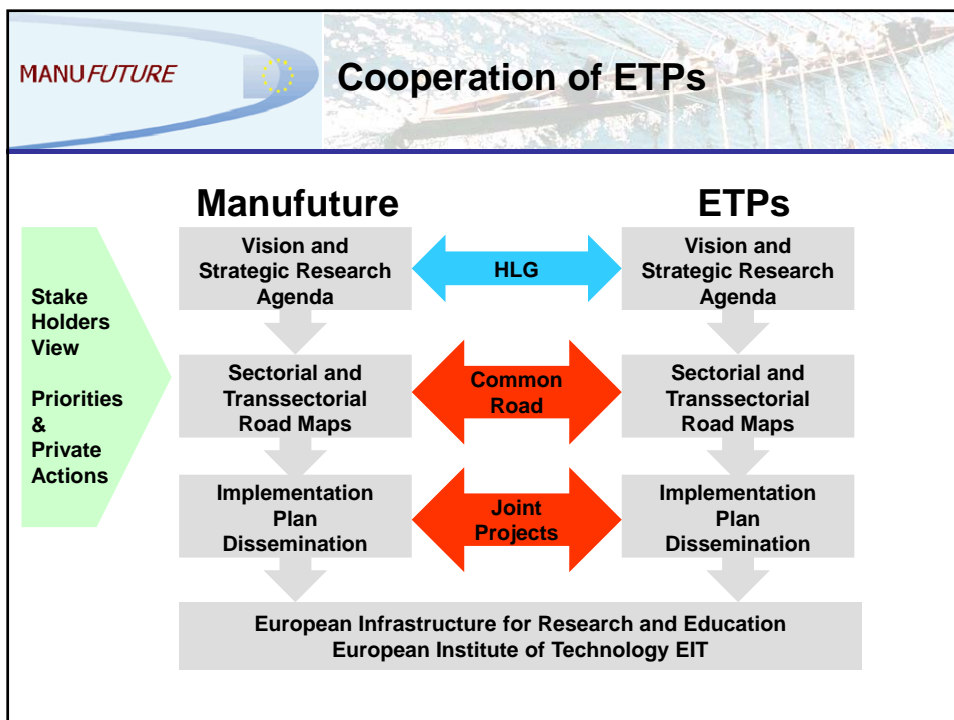 MANUFUTURE
Cooperation of ETPs
Manufuture
ETPs
Stake
Holders
View
Priorities
&
Private
Actions
Vision and
Strategic Research
Agenda
HLG
Vision and
Strategic Research
Agenda
Sectorial and
Transsectorial
Road Maps
Common
Road
Sectorial and
Transsectorial
Road Maps
Implementation
Plan
Dissemination
Joint
Projects
Implementation
Plan
Dissemination
European Infrastructure for Research and Education
European Institute of Technology EIT